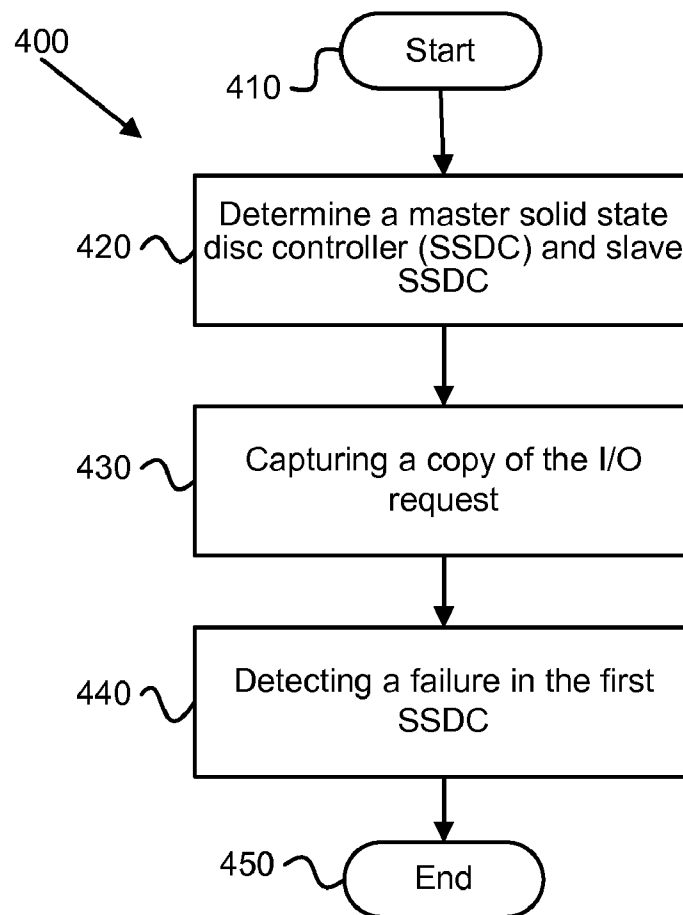 400
Start
410
Determine a master solid state
disc controller (SSDC) and slave
SSDC
420
Capturing a copy of the I/O
request
430
Detecting a failure in the first
SSDC
440
End
450